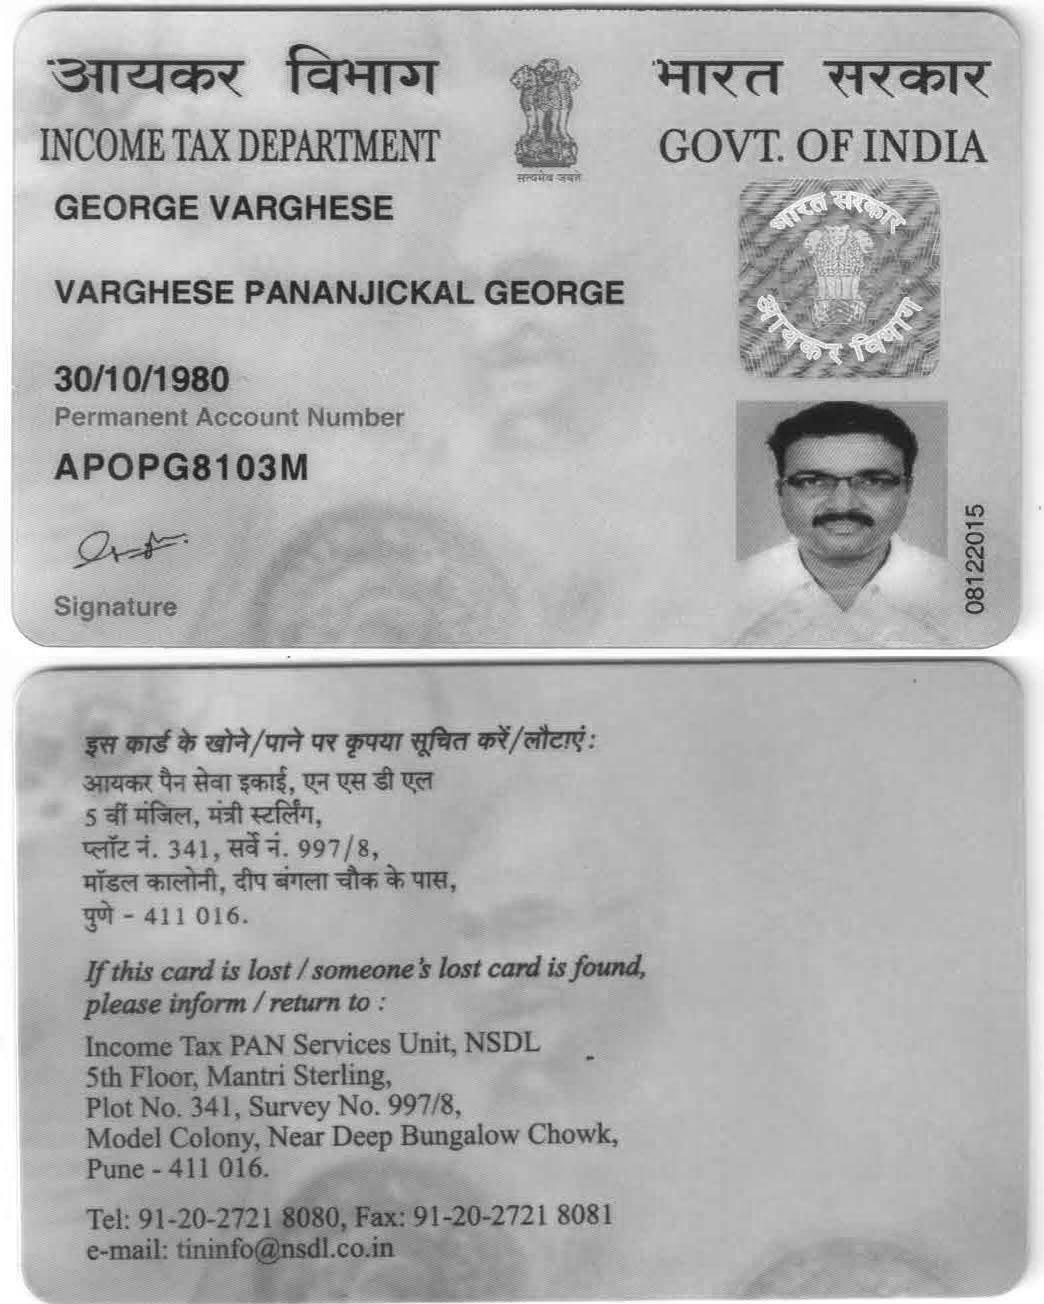 आयकर विभाग
INCOME TAX DEPARTMENT
सत्यमेव जयते
भारत सरकार
GOVT. OF INDIA
GEORGE VARGHESE
VARGHESE PANANJICKAL GEORGE
30/10/1980
Permanent Account Number
APOPG8103M
Signature
भारत सरकार
आयकर विभाग
08122015
इस कार्ड के खोने/पाने पर कृपया सूचित करें/लौटाएं :
आयकर पैन सेवा इकाई, एन एस डी एल
5 वीं मंजिल, मंत्री स्टर्लिंग,
प्लॉट नं. 341, सर्वे नं. 997/8,
मॉडल कालोनी, दीप बंगला चौक के पास,
पुणे - 411 016.
If this card is lost / someone's lost card is found,
please inform / return to :
Income Tax PAN Services Unit, NSDL
5th Floor, Mantri Sterling,
Plot No. 341, Survey No. 997/8,
Model Colony, Near Deep Bungalow Chowk,
Pune - 411 016.
Tel: 91-20-2721 8080, Fax: 91-20-2721 8081
e-mail: tininfo@nsdl.co.in